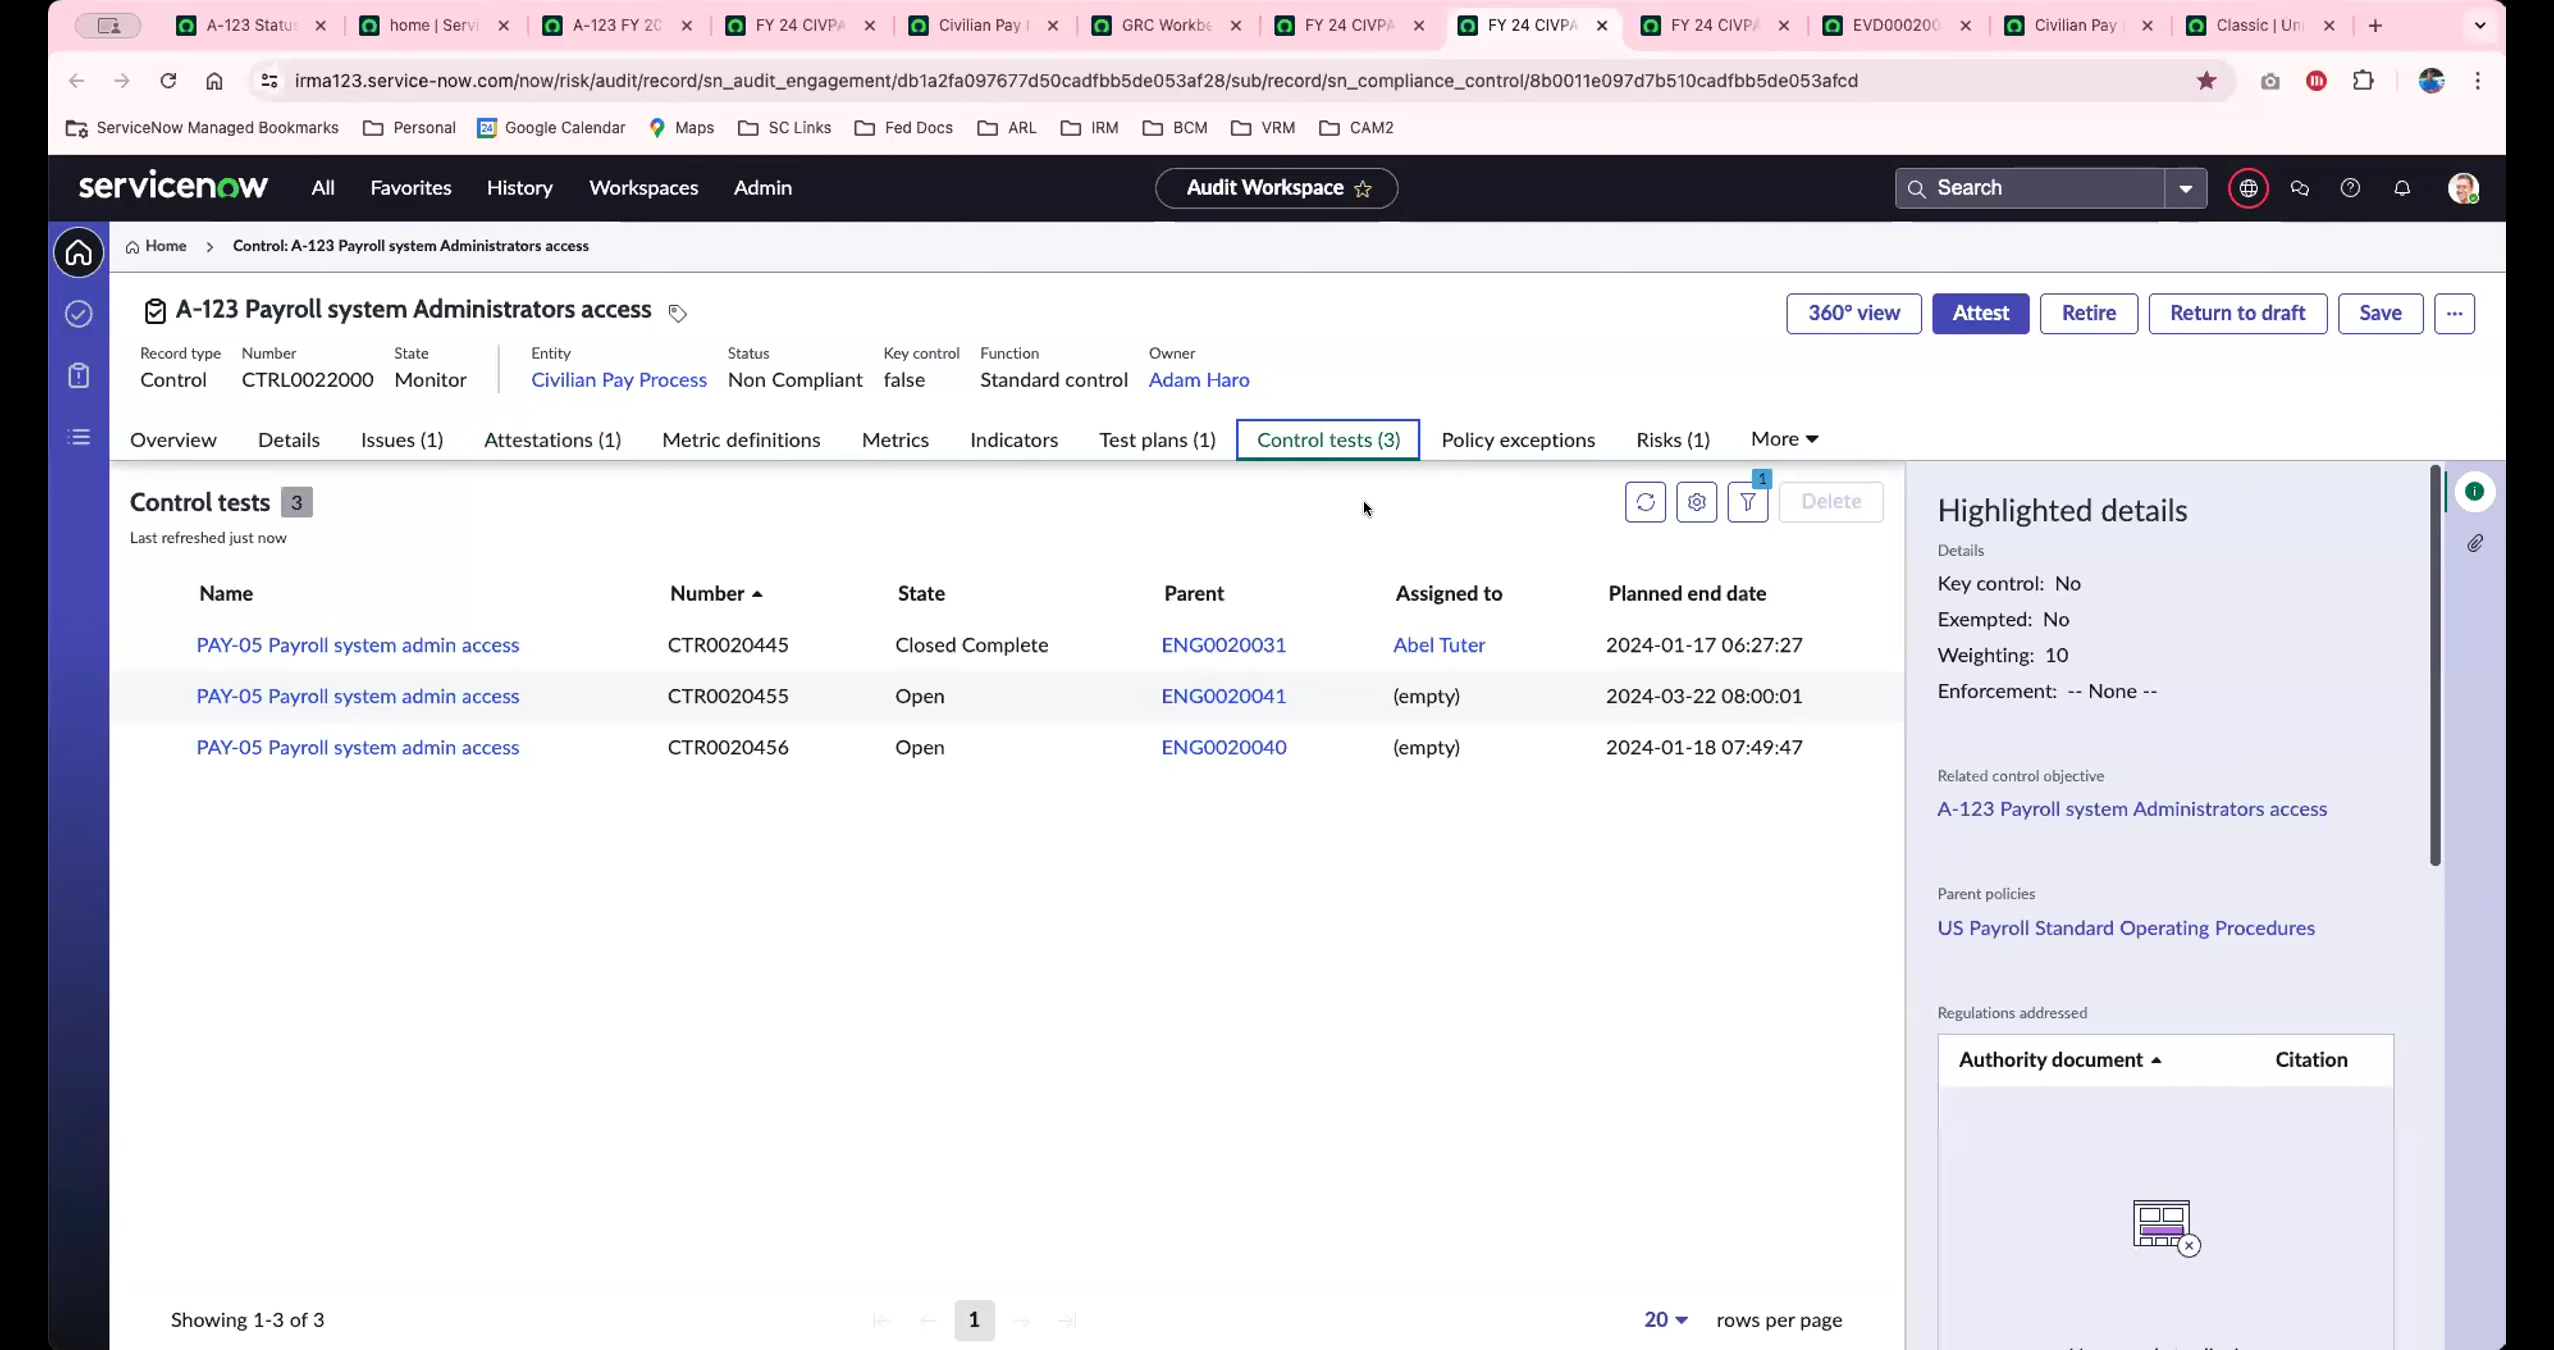 A-123 Statu
home | Servi
A-123 FY 20
FY 24 CIVPA
Civilian Pay
GRC Workbe
FY 24 CIVPA
FY 24 CIVPA
FY 24 CIVPA
EVD000200
Civilian Pay
Classic | Un
irma123.service-now.com/now/risk/audit/record/sn_audit_engagement/db1a2fa097677d50cadfbb5de053af28/sub/record/sn_compliance_control/8b0011e097d7b510cadfbb5de053afcd
ServiceNow Managed Bookmarks Personal 24 Google Calendar Maps SC Links Fed Docs ARL IRM BCM VRM CAM2
servicenow All Favorites History Workspaces Admin Audit Workspace Search
Home > Control: A-123 Payroll system Administrators access
A-123 Payroll system Administrators access
360° view Attest Retire Return to draft Save ...
Record type Number State Entity Status Key control Function Owner
Control CTRL0022000 Monitor Civilian Pay Process Non Compliant false Standard control Adam Haro
Overview Details Issues (1) Attestations (1) Metric definitions Metrics Indicators Test plans (1) Control tests (3) Policy exceptions Risks (1) More
Control tests 3
1
Delete
Last refreshed just now
Name Number State Parent Assigned to Planned end date
PAY-05 Payroll system admin access CTR0020445 Closed Complete ENG0020031 Abel Tuter 2024-01-17 06:27:27
PAY-05 Payroll system admin access CTR0020455 Open ENG0020041 (empty) 2024-03-22 08:00:01
PAY-05 Payroll system admin access CTR0020456 Open ENG0020040 (empty) 2024-01-18 07:49:47
Showing 1-3 of 3 1 20 rows per page
Highlighted details
Details
Key control: No
Exempted: No
Weighting: 10
Enforcement: -- None --
Related control objective
A-123 Payroll system Administrators access
Parent policies
US Payroll Standard Operating Procedures
Regulations addressed
Authority document Citation